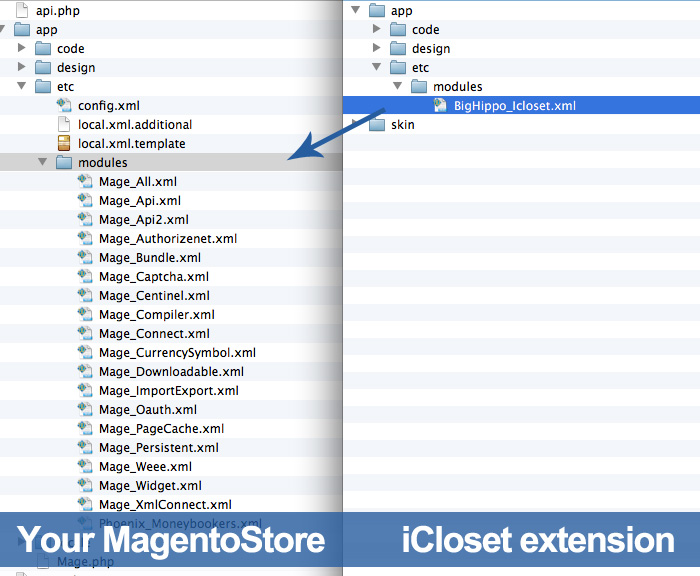 api.php
app
code
design
etc
config.xml
local.xml.additional
local.xml.template
modules
Mage_All.xml
Mage_Api.xml
Mage_Api2.xml
Mage_Authorizenet.xml
Mage_Bundle.xml
Mage_Captcha.xml
Mage_Centinel.xml
Mage_Compiler.xml
Mage_Connect.xml
Mage_CurrencySymbol.xml
Mage_Downloadable.xml
Mage_ImportExport.xml
Mage_Oauth.xml
Mage_PageCache.xml
Mage_Persistent.xml
Mage_Weee.xml
Mage_Widget.xml
Mage_XmlConnect.xml
Phoenix_Moneybookers.xml
Your MagentoStore
Mage.php
app
code
design
etc
modules
BigHippo_Icloset.xml
skin
iCloset extension